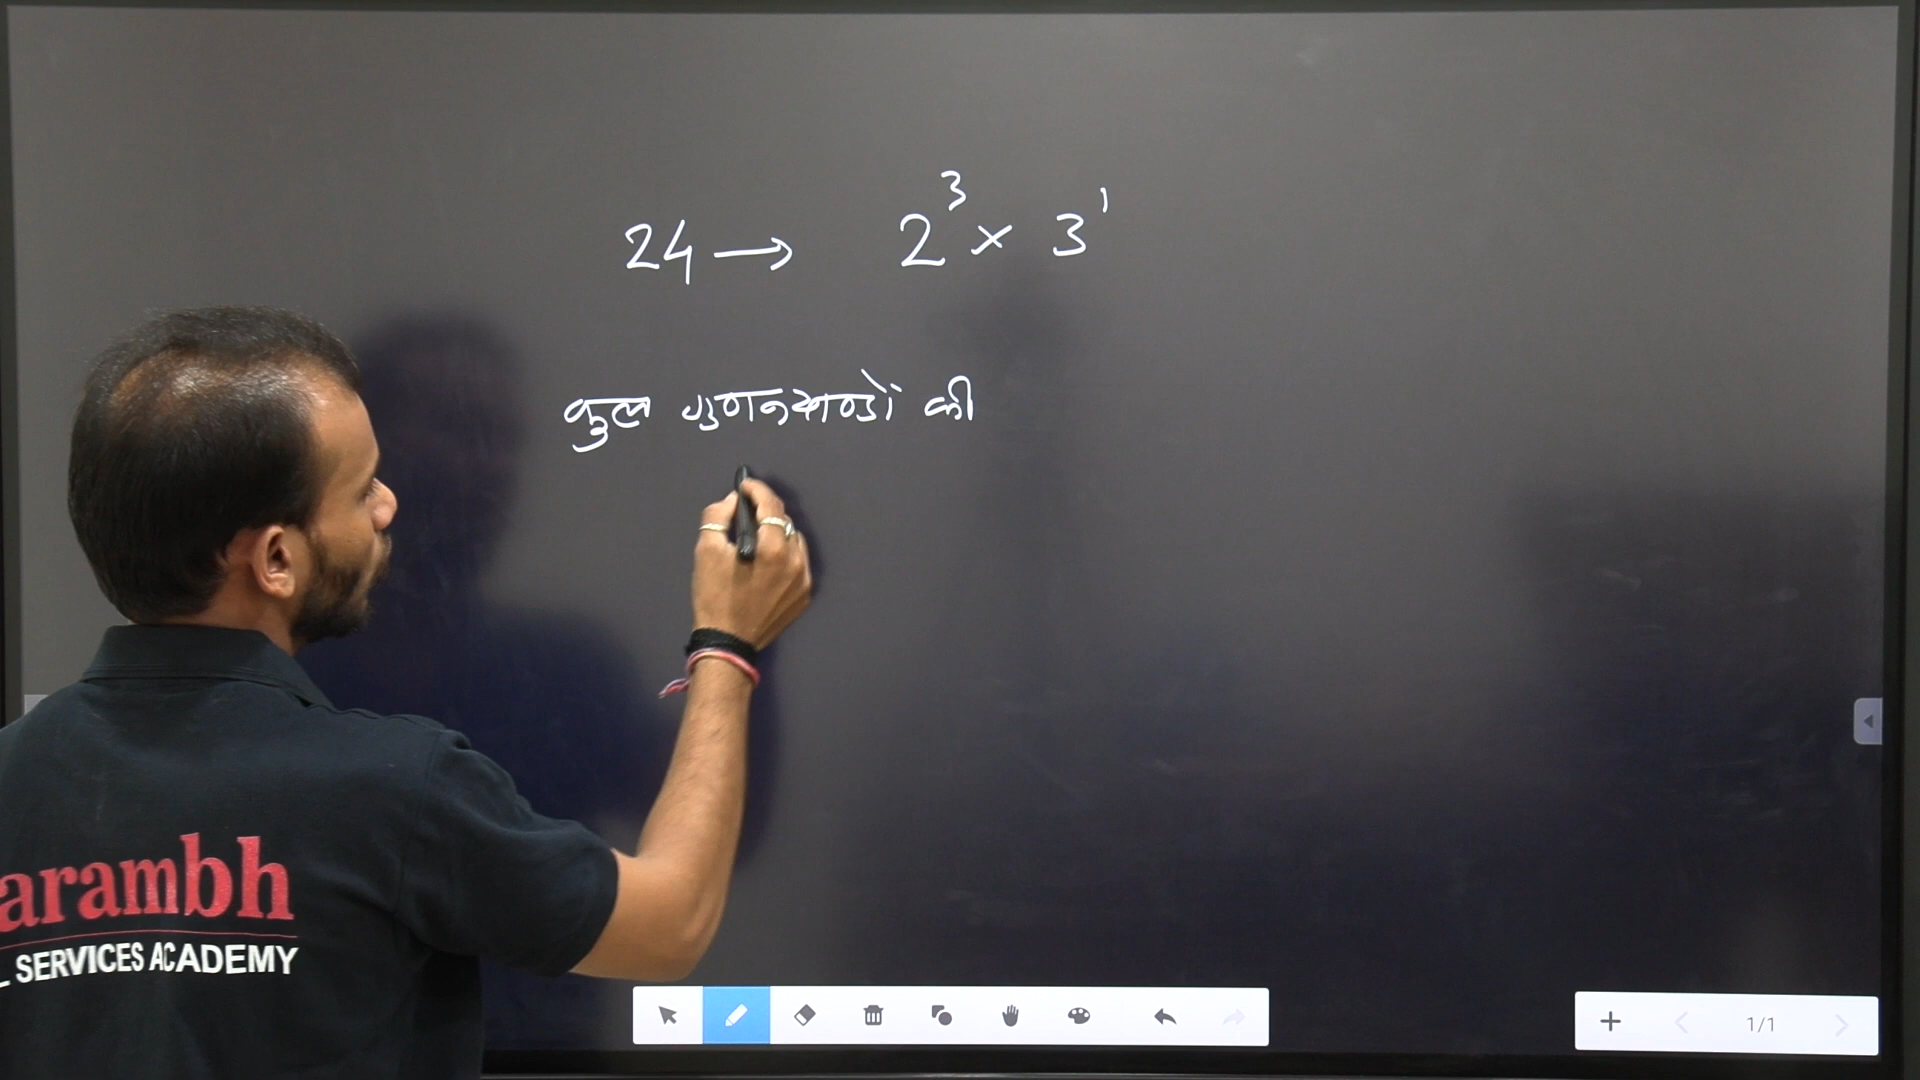 24 → 2³ × 3¹
कुल गुणनखण्डों की
arambh
SERVICES ACADEMY
1/1